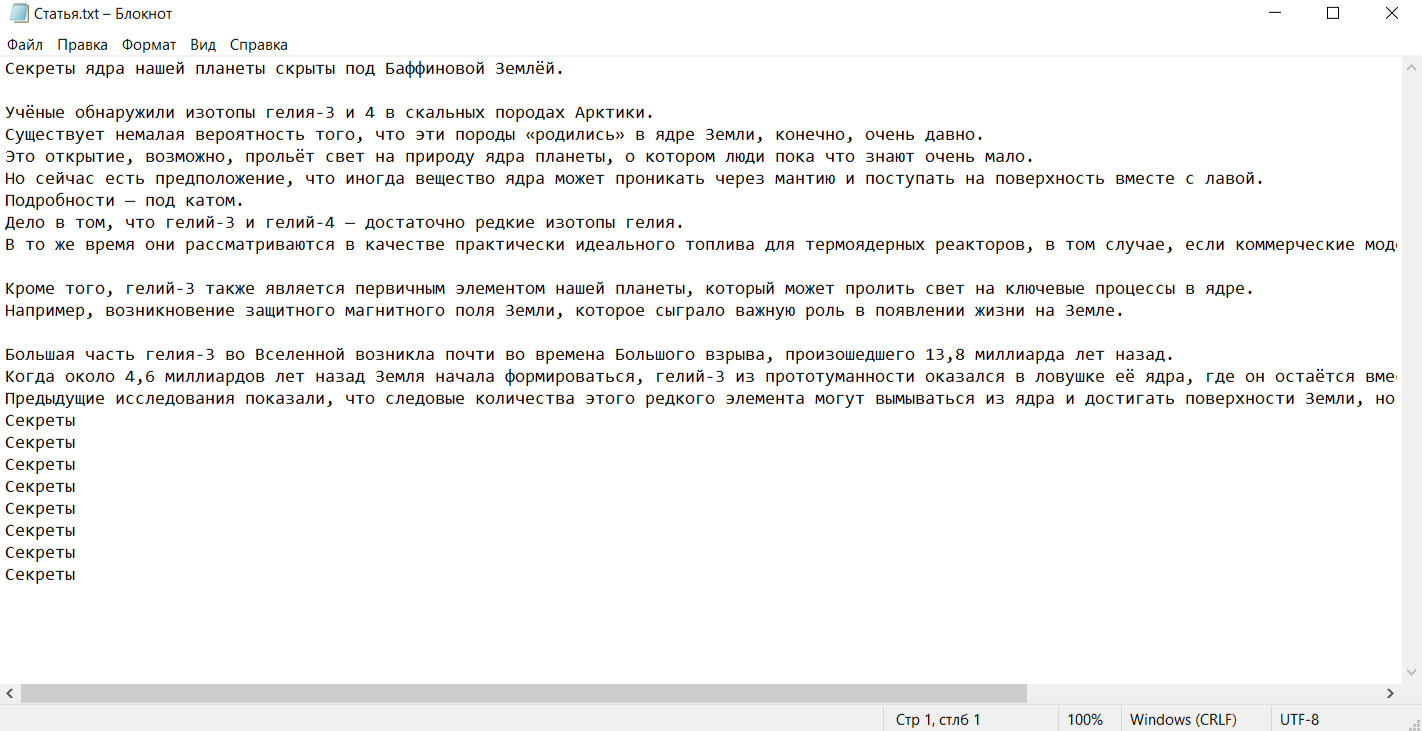 Статья.txt – Блокнот
Файл Правка Формат Вид Справка
Секреты ядра нашей планеты скрыты под Баффиновой Землёй.
Учёные обнаружили изотопы гелия-3 и 4 в скальных породах Арктики.
Существует немалая вероятность того, что эти породы «родились» в ядре Земли, конечно, очень давно.
Это открытие, возможно, прольёт свет на природу ядра планеты, о котором люди пока что знают очень мало.
Но сейчас есть предположение, что иногда вещество ядра может проникать через мантию и поступать на поверхность вместе с лавой.
Подробности — под катом.
Дело в том, что гелий-3 и гелий-4 — достаточно редкие изотопы гелия.
В то же время они рассматриваются в качестве практически идеального топлива для термоядерных реакторов, в том случае, если коммерческие
Кроме того, гелий-3 также является первичным элементом нашей планеты, который может пролить свет на ключевые процессы в ядре.
Например, возникновение защитного магнитного поля Земли, которое сыграло важную роль в появлении жизни на Земле.
Большая часть гелия-3 во Вселенной возникла почти во времена Большого взрыва, произошедшего 13,8 миллиарда лет назад.
Когда около 4,6 миллиардов лет назад Земля начала формироваться, гелий-3 из прототуманности оказался в ловушке её ядра, где он остаётся
Предыдущие исследования показали, что следовые количества этого редкого элемента могут вымываться из ядра и достигать поверхности Земли, но
Секреты
Секреты
Секреты
Секреты
Секреты
Секреты
Секреты
Секреты
Стр 1, стлб 1 100% Windows (CRLF) UTF-8